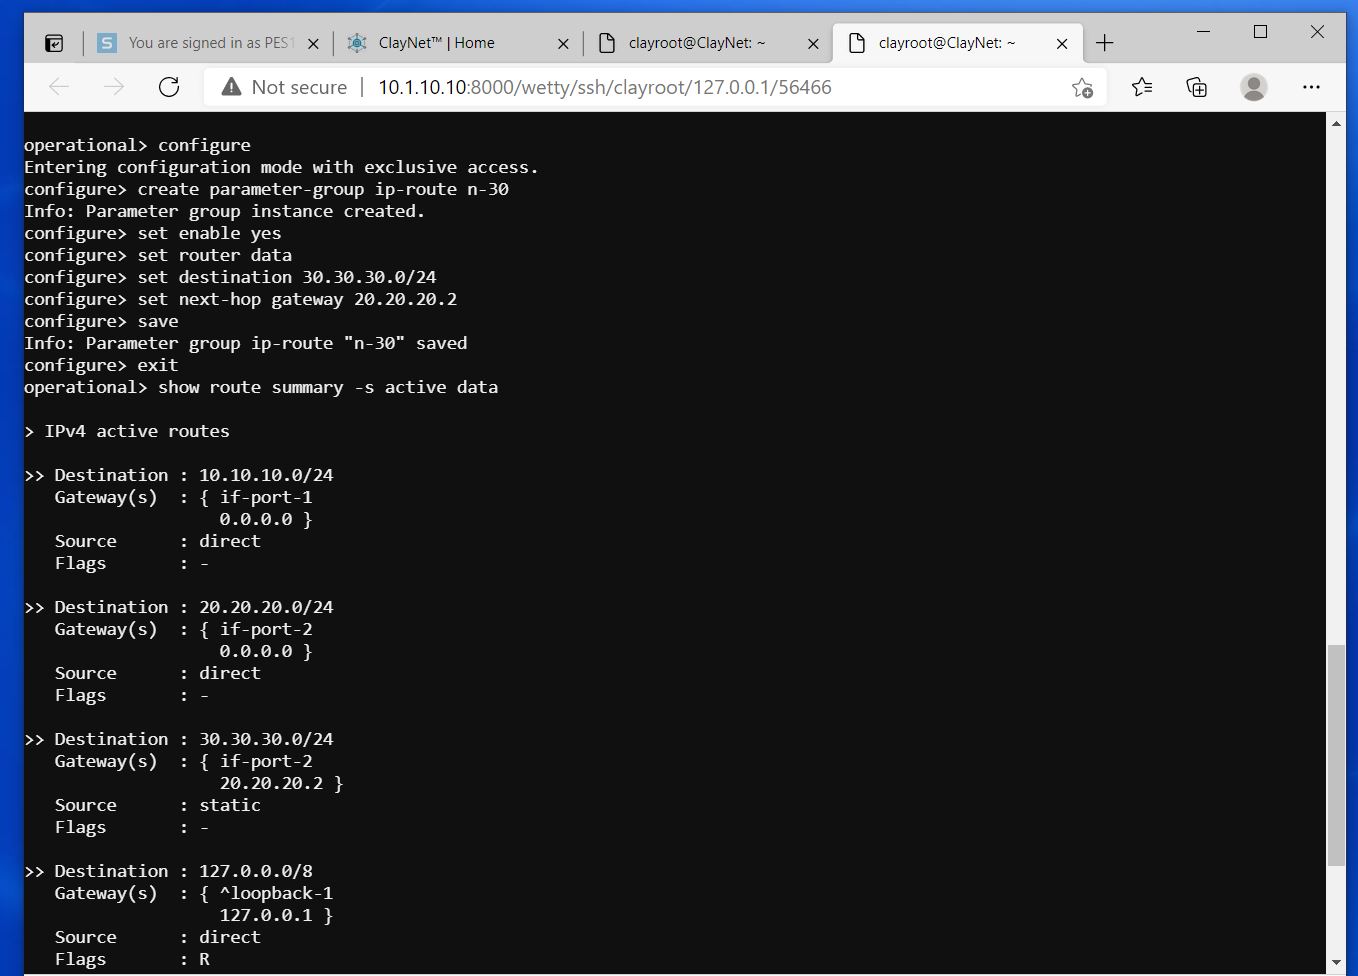 You are signed in as PES1
ClayNet™ | Home
clayroot@ClayNet: ~
clayroot@ClayNet: ~
Not secure | 10.1.10.10:8000/wetty/ssh/clayroot/127.0.0.1/56466
operational> configure
Entering configuration mode with exclusive access.
configure> create parameter-group ip-route n-30
Info: Parameter group instance created.
configure> set enable yes
configure> set router data
configure> set destination 30.30.30.0/24
configure> set next-hop gateway 20.20.20.2
configure> save
Info: Parameter group ip-route "n-30" saved
configure> exit
operational> show route summary -s active data
> IPv4 active routes
>> Destination : 10.10.10.0/24
Gateway(s) : { if-port-1
0.0.0.0 }
Source : direct
Flags : -
>> Destination : 20.20.20.0/24
Gateway(s) : { if-port-2
0.0.0.0 }
Source : direct
Flags : -
>> Destination : 30.30.30.0/24
Gateway(s) : { if-port-2
20.20.20.2 }
Source : static
Flags : -
>> Destination : 127.0.0.0/8
Gateway(s) : { ^loopback-1
127.0.0.1 }
Source : direct
Flags : R